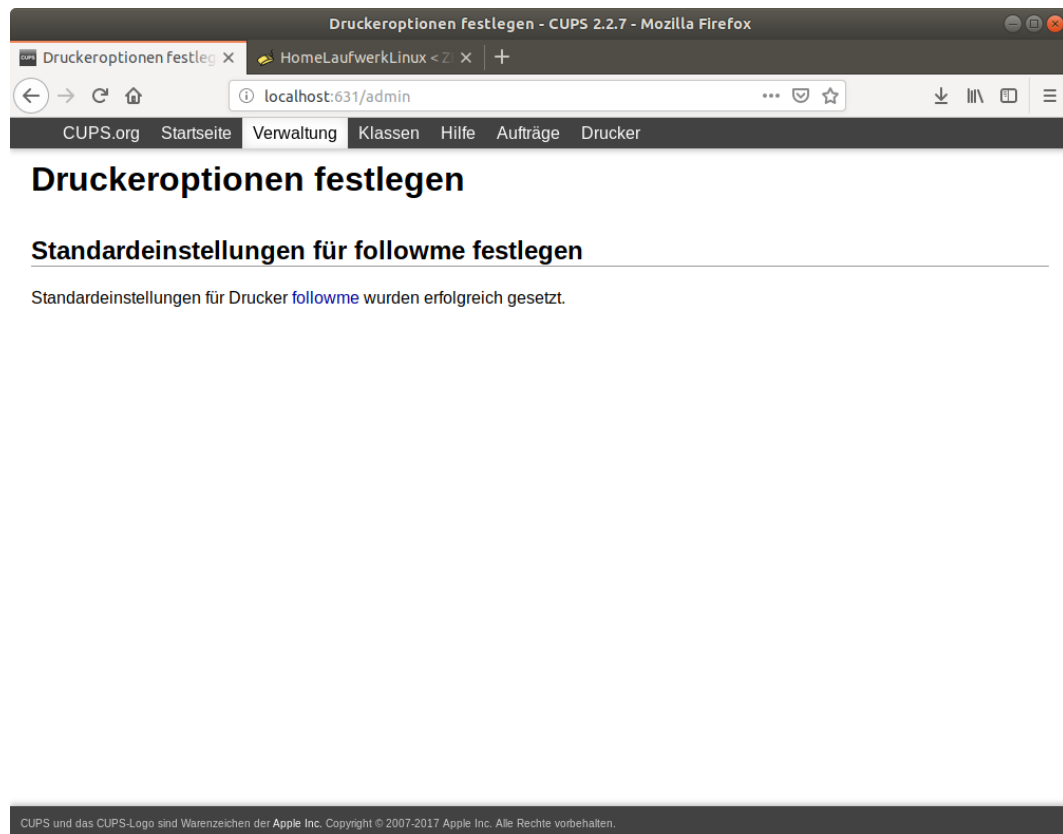 Druckeroptionen festlegen - CUPS 2.2.7 - Mozilla Firefox
CUPS Druckeroptionen festleg HomeLaufwerkLinux < Z
localhost:631/admin
CUPS.org Startseite Verwaltung Klassen Hilfe Aufträge Drucker
Druckeroptionen festlegen
Standardeinstellungen für followme festlegen
Standardeinstellungen für Drucker followme wurden erfolgreich gesetzt.
CUPS und das CUPS-Logo sind Warenzeichen der Apple Inc. Copyright © 2007-2017 Apple Inc. Alle Rechte vorbehalten.